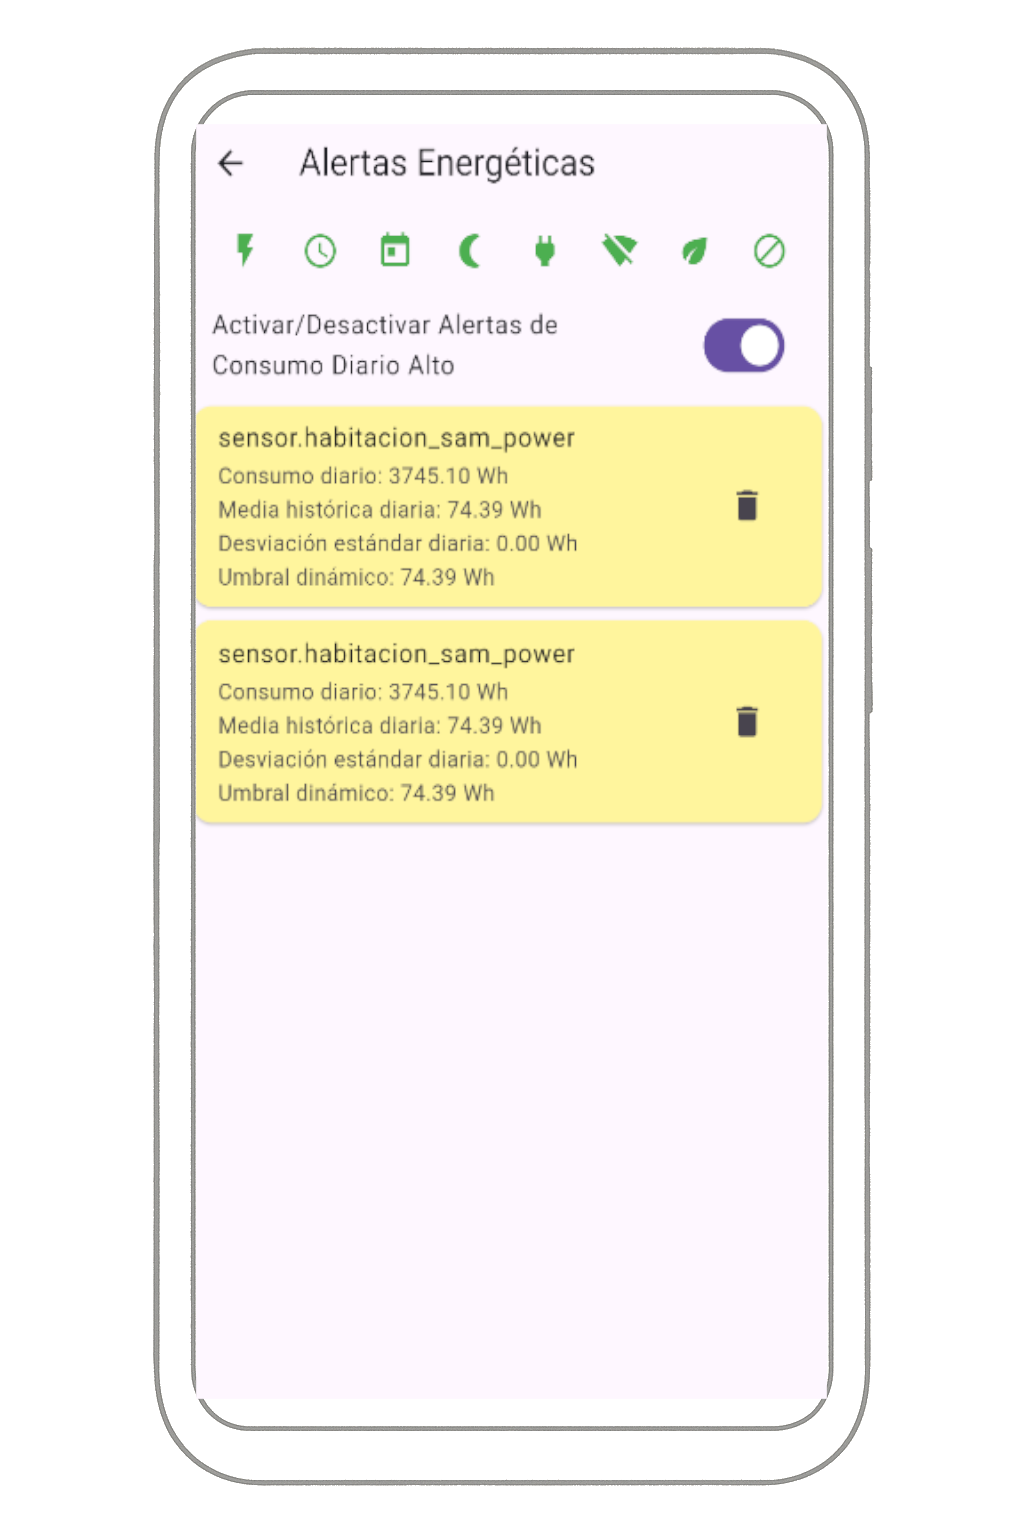 Alertas Energéticas
Activar/Desactivar Alertas de
Consumo Diario Alto
sensor.habitacion_sam_power
Consumo diario: 3745.10 Wh
Media histórica diaria: 74.39 Wh
Desviación estándar diaria: 0.00 Wh
Umbral dinámico: 74.39 Wh
sensor.habitacion_sam_power
Consumo diario: 3745.10 Wh
Media histórica diaria: 74.39 Wh
Desviación estándar diaria: 0.00 Wh
Umbral dinámico: 74.39 Wh